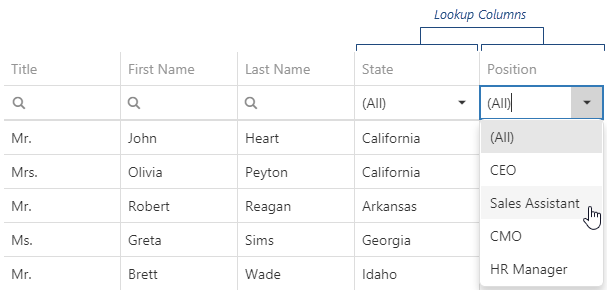 Lookup Columns
Title First Name Last Name State Position
(All) (All)
(All)
Mr. John Heart California
CEO
Mrs. Olivia Peyton California
Sales Assistant
Mr. Robert Reagan Arkansas
CMO
Ms. Greta Sims Georgia
HR Manager
Mr. Brett Wade Idaho